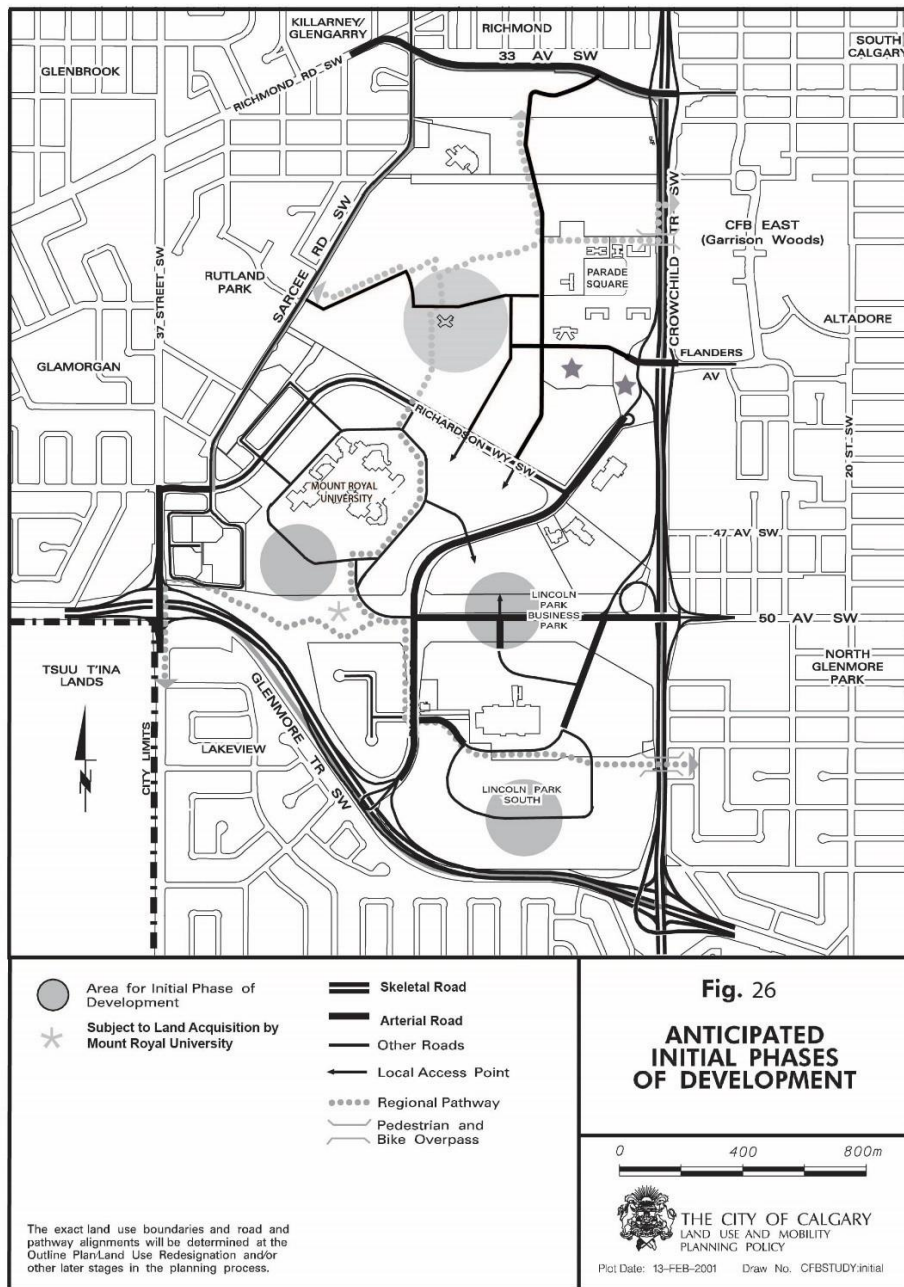 KILLARNEY/
GLENGARRY
RICHMOND
SOUTH
CALGARY
33 AV SW
GLENBROOK
RICHMOND RD SW
CROWCHILD TR SW
CFB EAST
(Garrison Woods)
37 STREET SW
SARCEE RD SW
RUTLAND
PARK
PARADE
SQUARE
ALTADORE
GLAMORGAN
FLANDERS
AV
RICHARDSON WY SW
20 ST SW
MOUNT ROYAL
UNIVERSITY
47 AV SW
LINCOLN
PARK
BUSINESS
PARK
50 AV SW
TSUU T'INA
LANDS
NORTH
GLENMORE
PARK
GLENMORE TR SW
CITY LIMITS
LAKEVIEW
N
LINCOLN PARK
SOUTH
Area for Initial Phase of
Development
Subject to Land Acquisition by
Mount Royal University
Skeletal Road
Arterial Road
Other Roads
Local Access Point
Regional Pathway
Pedestrian and
Bike Overpass
The exact land use boundaries and road and
pathway alignments will be determined at the
Outline Plan/Land Use Redesignation and/or
other later stages in the planning process.
Fig. 26
ANTICIPATED
INITIAL PHASES
OF DEVELOPMENT
0 400 800m
THE CITY OF CALGARY
LAND USE AND MOBILITY
PLANNING POLICY
Plot Date: 13-FEB-2001 Draw No. CFBSTUDY:initial